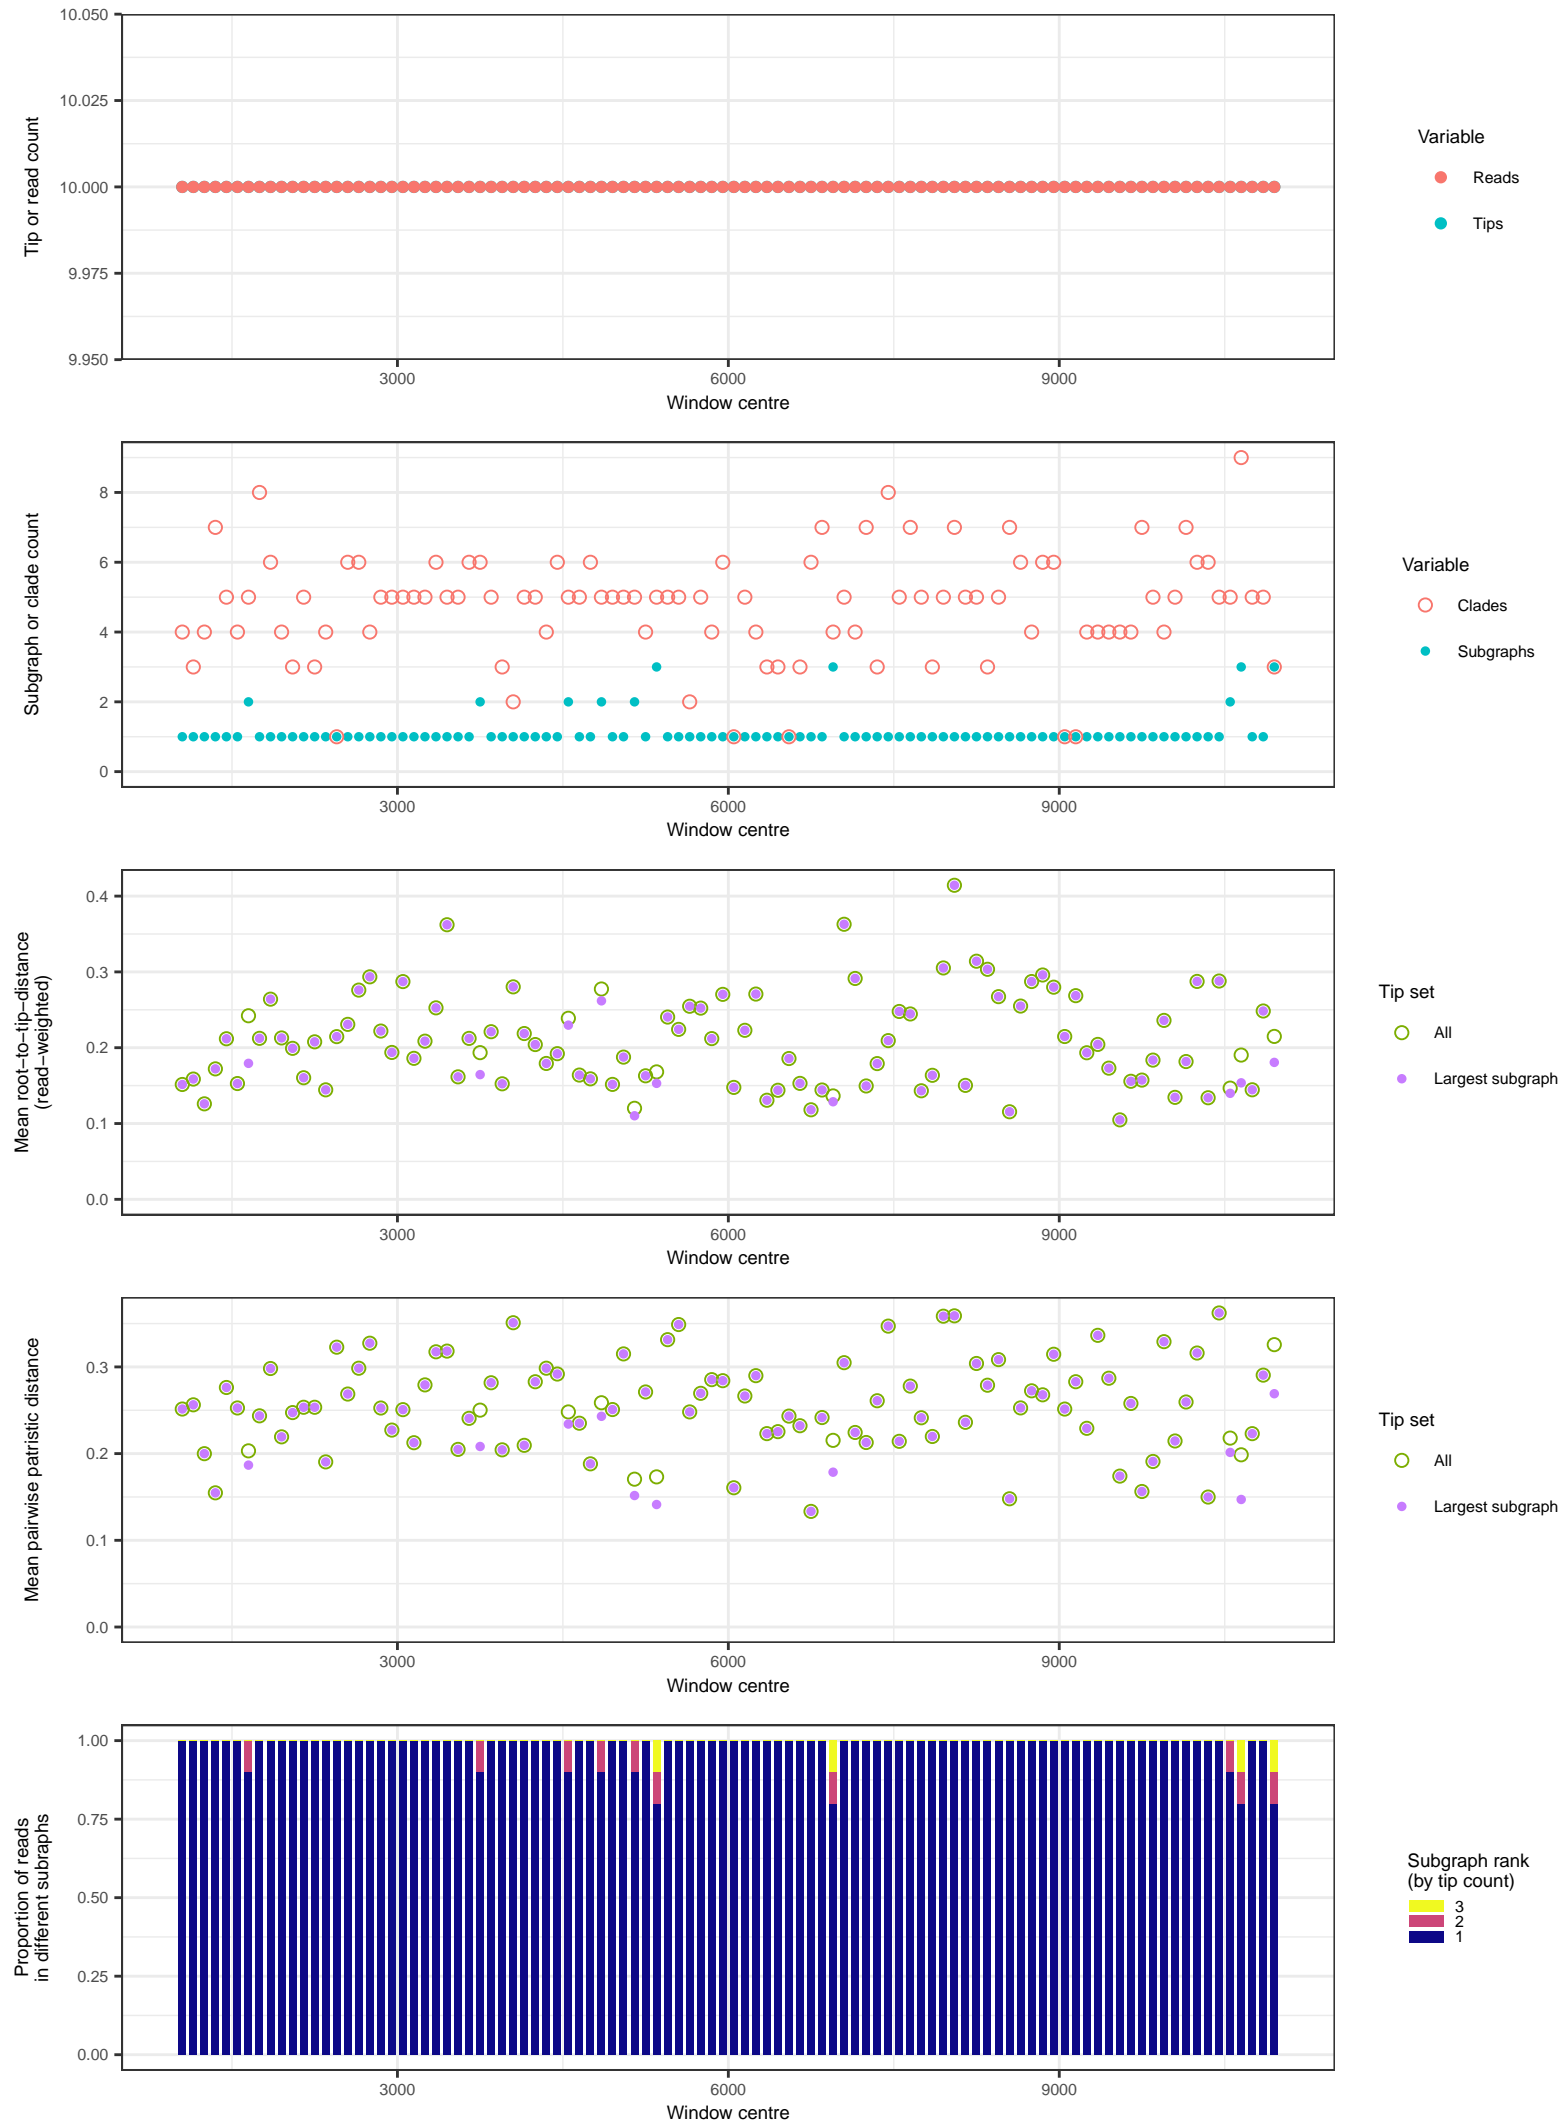 10.050
10.025
10.000
9.975
9.950
Tip or read count
3000 6000 9000
Window centre
Variable
Reads
Tips
8
6
4
2
0
Subgraph or clade count
3000 6000 9000
Window centre
Variable
Clades
Subgraphs
0.4
0.3
0.2
0.1
0.0
Mean root−to−tip−distance
(read−weighted)
3000 6000 9000
Window centre
Tip set
All
Largest subgraph
0.3
0.2
0.1
0.0
Mean pairwise patristic distance
3000 6000 9000
Window centre
Tip set
All
Largest subgraph
1.00
0.75
0.50
0.25
0.00
Proportion of reads
in different subraphs
3000 6000 9000
Window centre
Subgraph rank
(by tip count)
3
2
1